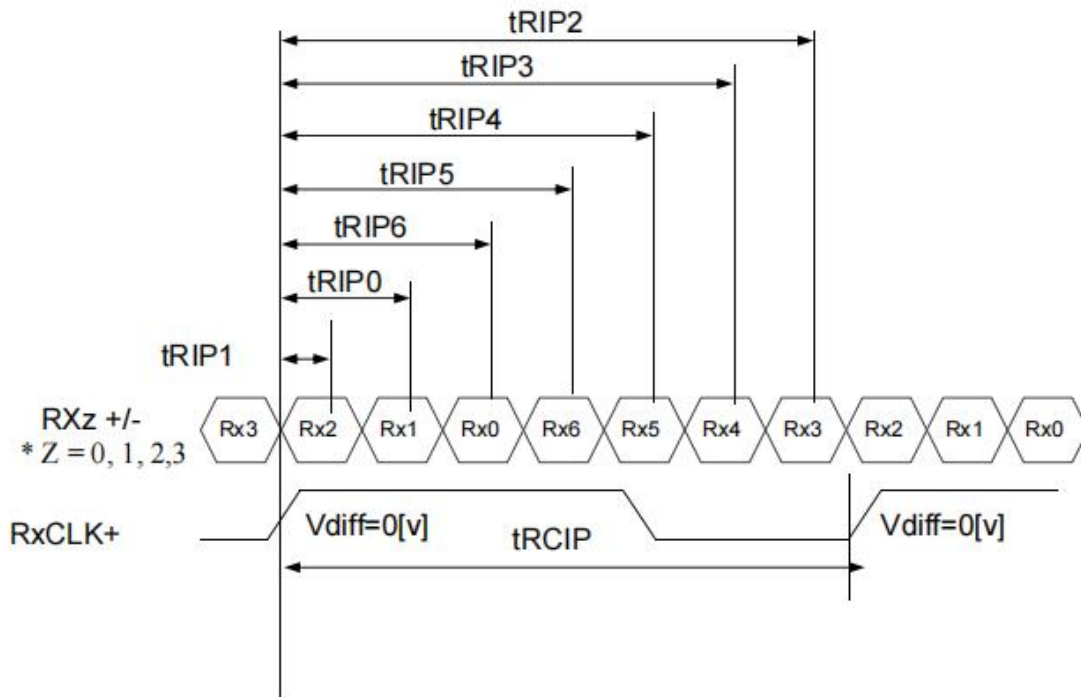 tRIP2
tRIP3
tRIP4
tRIP5
tRIP6
tRIP0
tRIP1
RXz +/-
* Z = 0, 1, 2,3
Rx3 Rx2 Rx1 Rx0 Rx6 Rx5 Rx4 Rx3 Rx2 Rx1 Rx0
RxCLK+
Vdiff=0[v]
Vdiff=0[v]
tRCIP